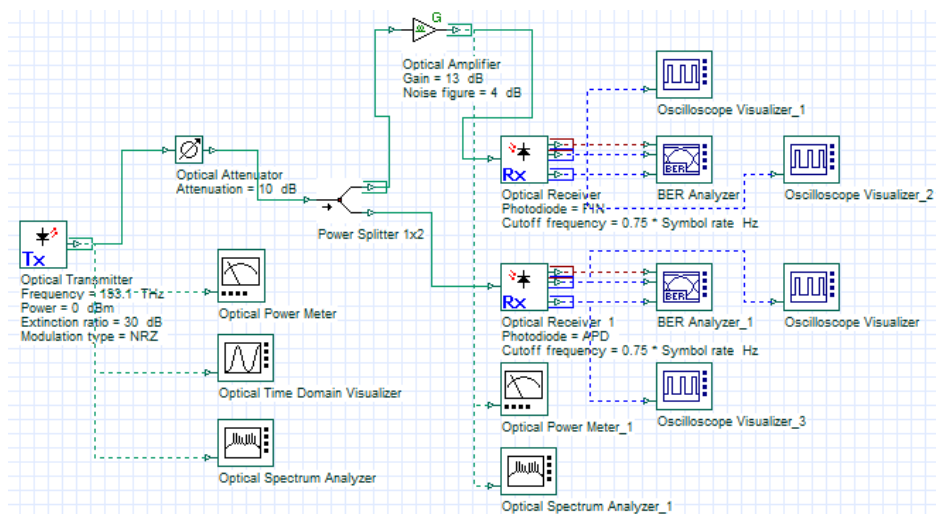 G
Optical Amplifier
Gain = 13 dB
Noise figure = 4 dB
Oscilloscope Visualizer_1
Optical Attenuator
Attenuation = 10 dB
Rx
Optical Receiver
Photodiode = PIN
Cutoff frequency = 0.75 * Symbol rate Hz
BER
BER Analyzer
Oscilloscope Visualizer_2
Power Splitter 1x2
Tx
Optical Transmitter
Frequency = 193.1 THz
Power = 0 dBm
Extinction ratio = 30 dB
Modulation type = NRZ
Optical Power Meter
Rx
Optical Receiver_1
Photodiode = APD
Cutoff frequency = 0.75 * Symbol rate Hz
BER
BER Analyzer_1
Oscilloscope Visualizer
Optical Time Domain Visualizer
Optical Power Meter_1
Oscilloscope Visualizer_3
Optical Spectrum Analyzer
Optical Spectrum Analyzer_1